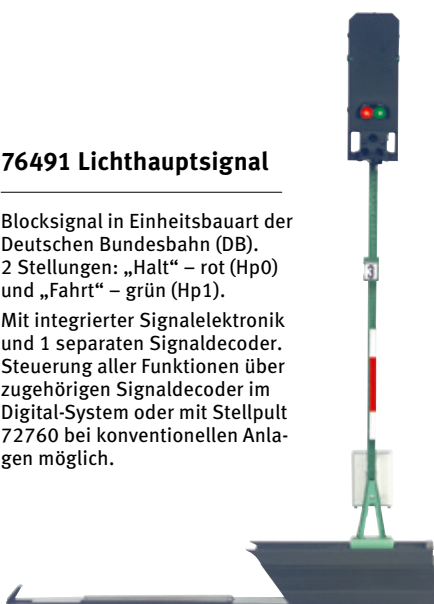 76491 Lichthauptsignal
Blocksignal in Einheitsbauart der
Deutschen Bundesbahn (DB).
2 Stellungen: „Halt“ – rot (Hp0)
und „Fahrt“ – grün (Hp1).
Mit integrierter Signalelektronik
und 1 separaten Signaldecoder.
Steuerung aller Funktionen über
zugehörigen Signaldecoder im
Digital-System oder mit Stellpult
72760 bei konventionellen Anla-
gen möglich.
3